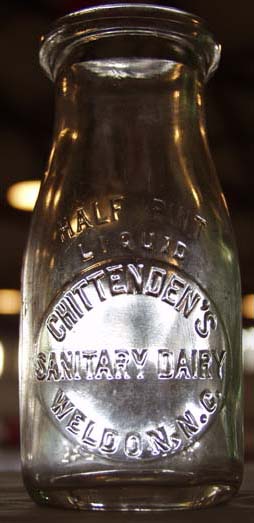 HALF PINT
LIQUID
CHITTENDEN'S
SANITARY DAIRY
WELDON, N.C.